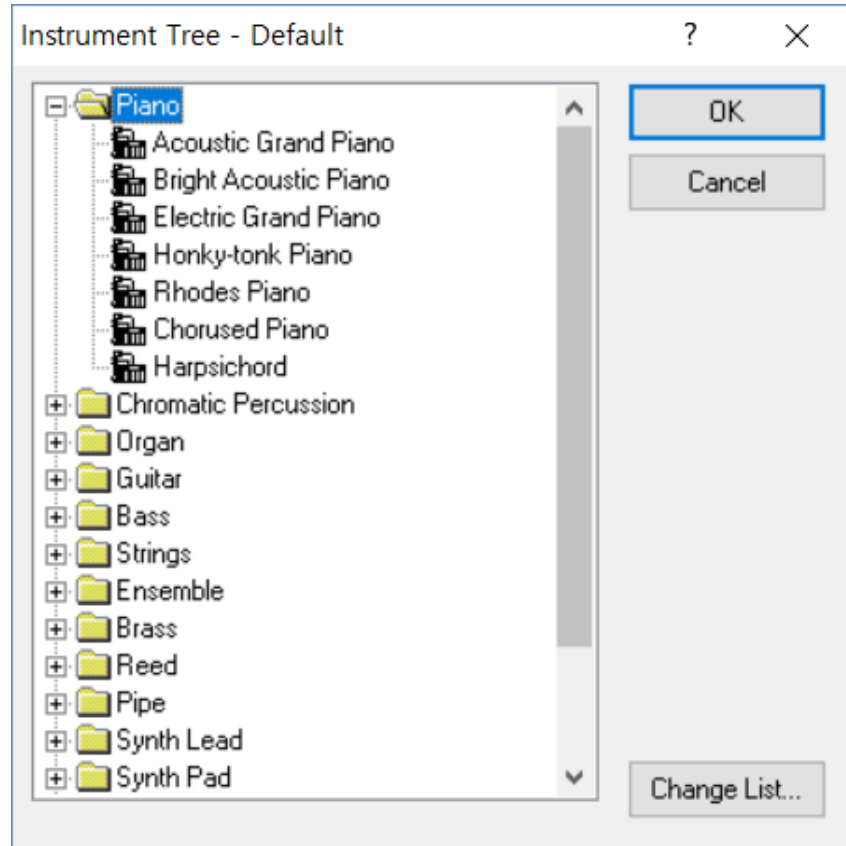 Instrument Tree - Default ?
Piano
Acoustic Grand Piano
Bright Acoustic Piano
Electric Grand Piano
Honky-tonk Piano
Rhodes Piano
Chorused Piano
Harpsichord
Chromatic Percussion
Organ
Guitar
Bass
Strings
Ensemble
Brass
Reed
Pipe
Synth Lead
Synth Pad
OK
Cancel
Change List...